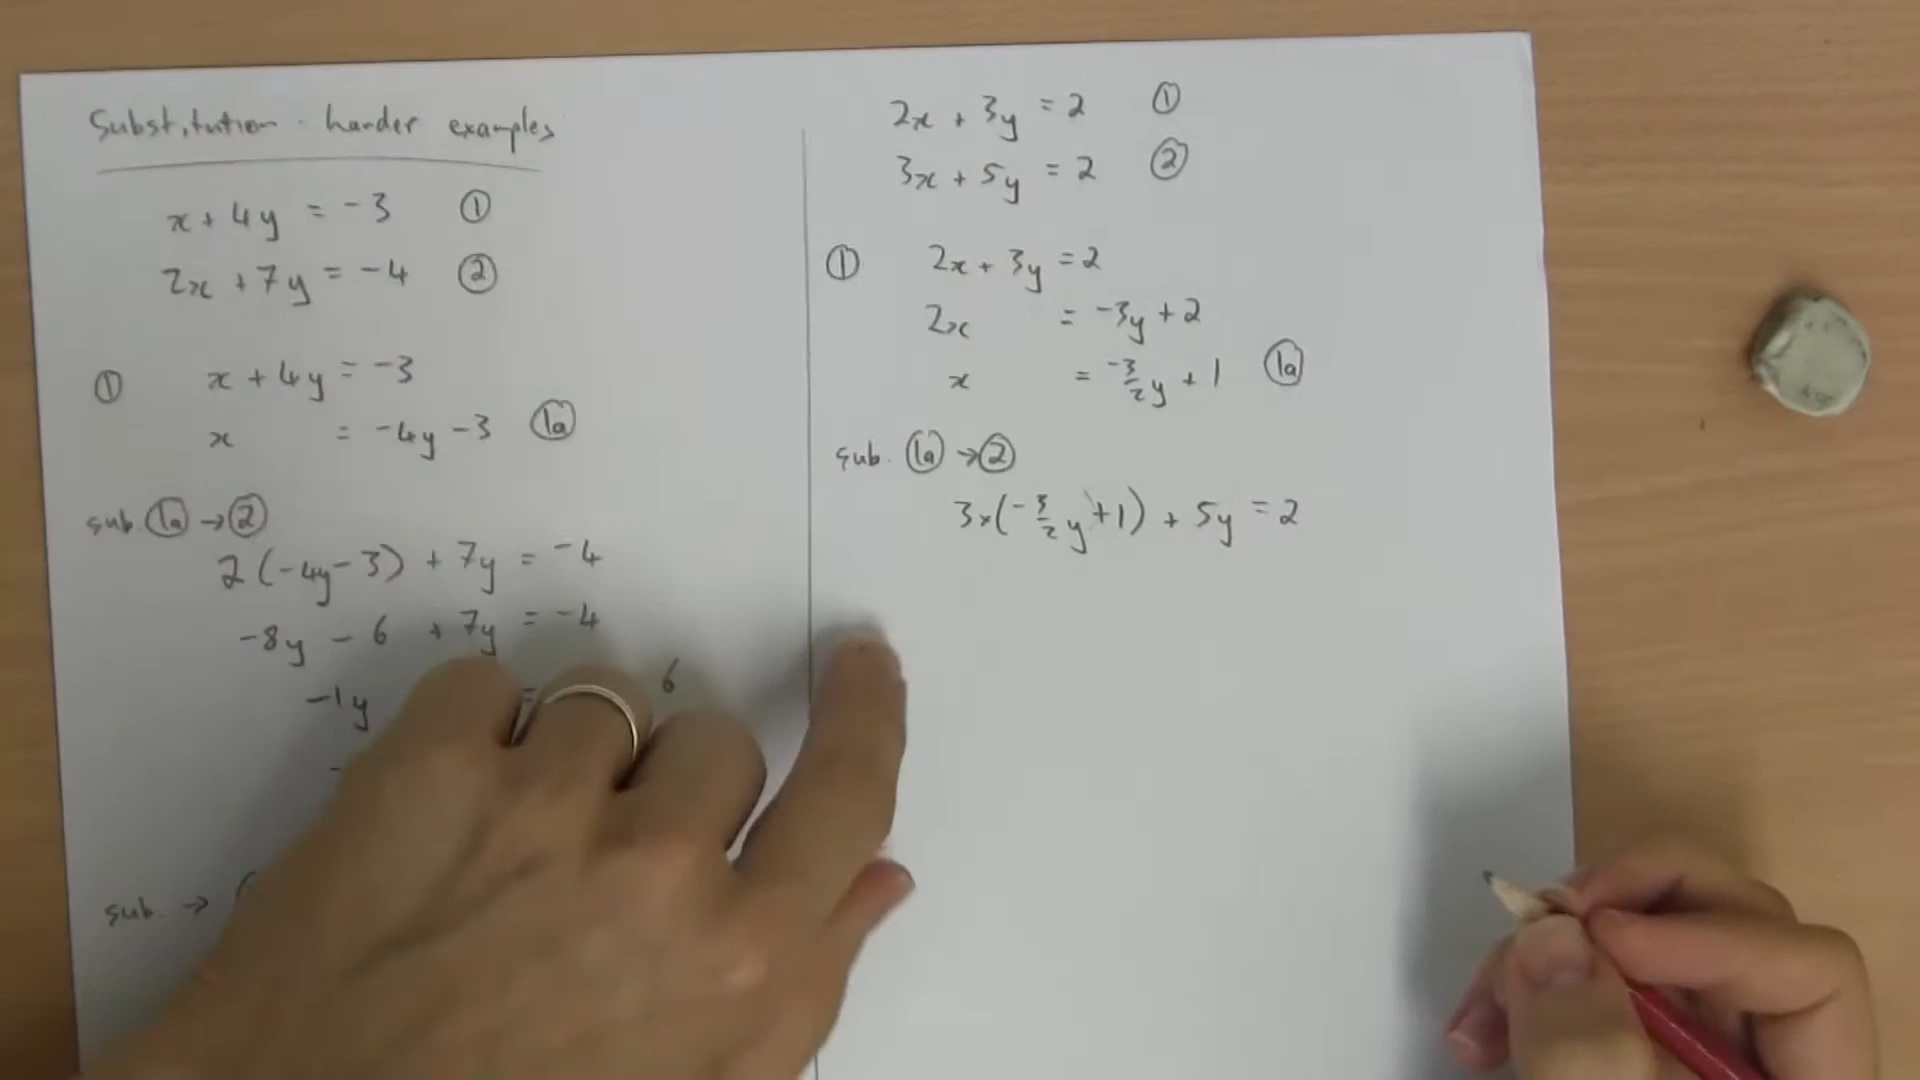 Substitution - harder examples
x + 4y = -3 ①
2x + 7y = -4 ②
① x + 4y = -3
x = -4y - 3 (1a)
sub. (1a) → ②
2(-4y - 3) + 7y = -4
-8y - 6 + 7y = -4
-1y = 6
-
sub. →
2x + 3y = 2 ①
3x + 5y = 2 ②
① 2x + 3y = 2
2x = -3y + 2
x = -3/2 y + 1 (1a)
sub. (1a) → ②
3×(-3/2 y + 1) + 5y = 2